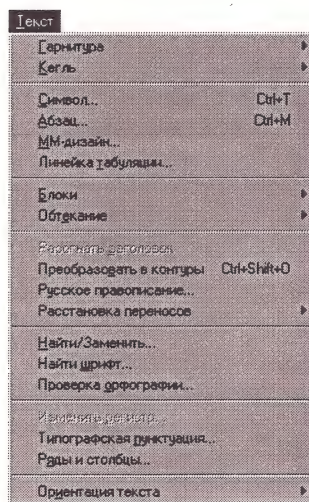 Текст
Гарнитура
Кегль
Символ... Ctrl+T
Абзац... Ctrl+M
ММ-дизайн...
Линейка табуляции...
Блоки
Обтекание
Разогнать заголовок
Преобразовать в контуры Ctrl+Shift+O
Русское правописание...
Расстановка переносов
Найти/Заменить...
Найти шрифт...
Проверка орфографии...
Изменить регистр...
Типографская пунктуация...
Ряды и столбцы...
Ориентация текста